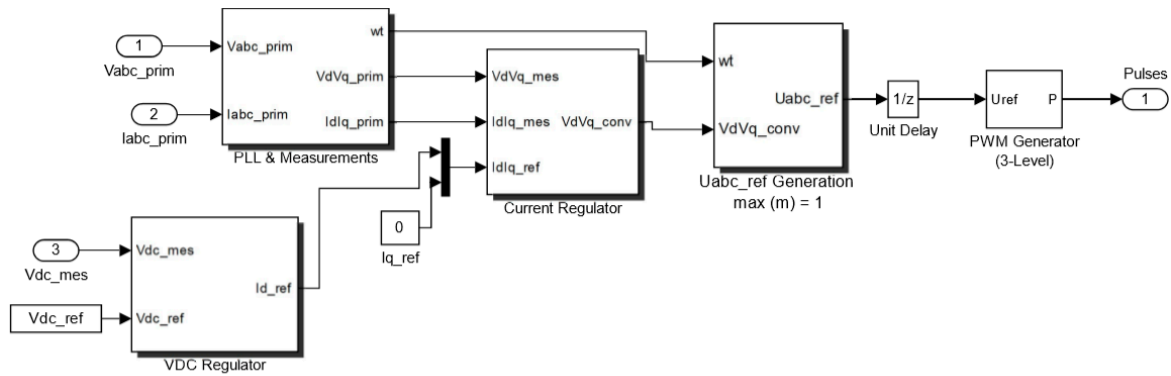 1
Vabc_prim
2
Iabc_prim
Vabc_prim
Iabc_prim
wt
VdVq_prim
IdIq_prim
PLL & Measurements
VdVq_mes
IdIq_mes
IdIq_ref
VdVq_conv
Current Regulator
wt
VdVq_conv
Uabc_ref
Uabc_ref Generation
max (m) = 1
1/z
Unit Delay
Uref
P
PWM Generator
(3-Level)
Pulses
1
0
Iq_ref
3
Vdc_mes
Vdc_ref
Vdc_mes
Vdc_ref
Id_ref
VDC Regulator